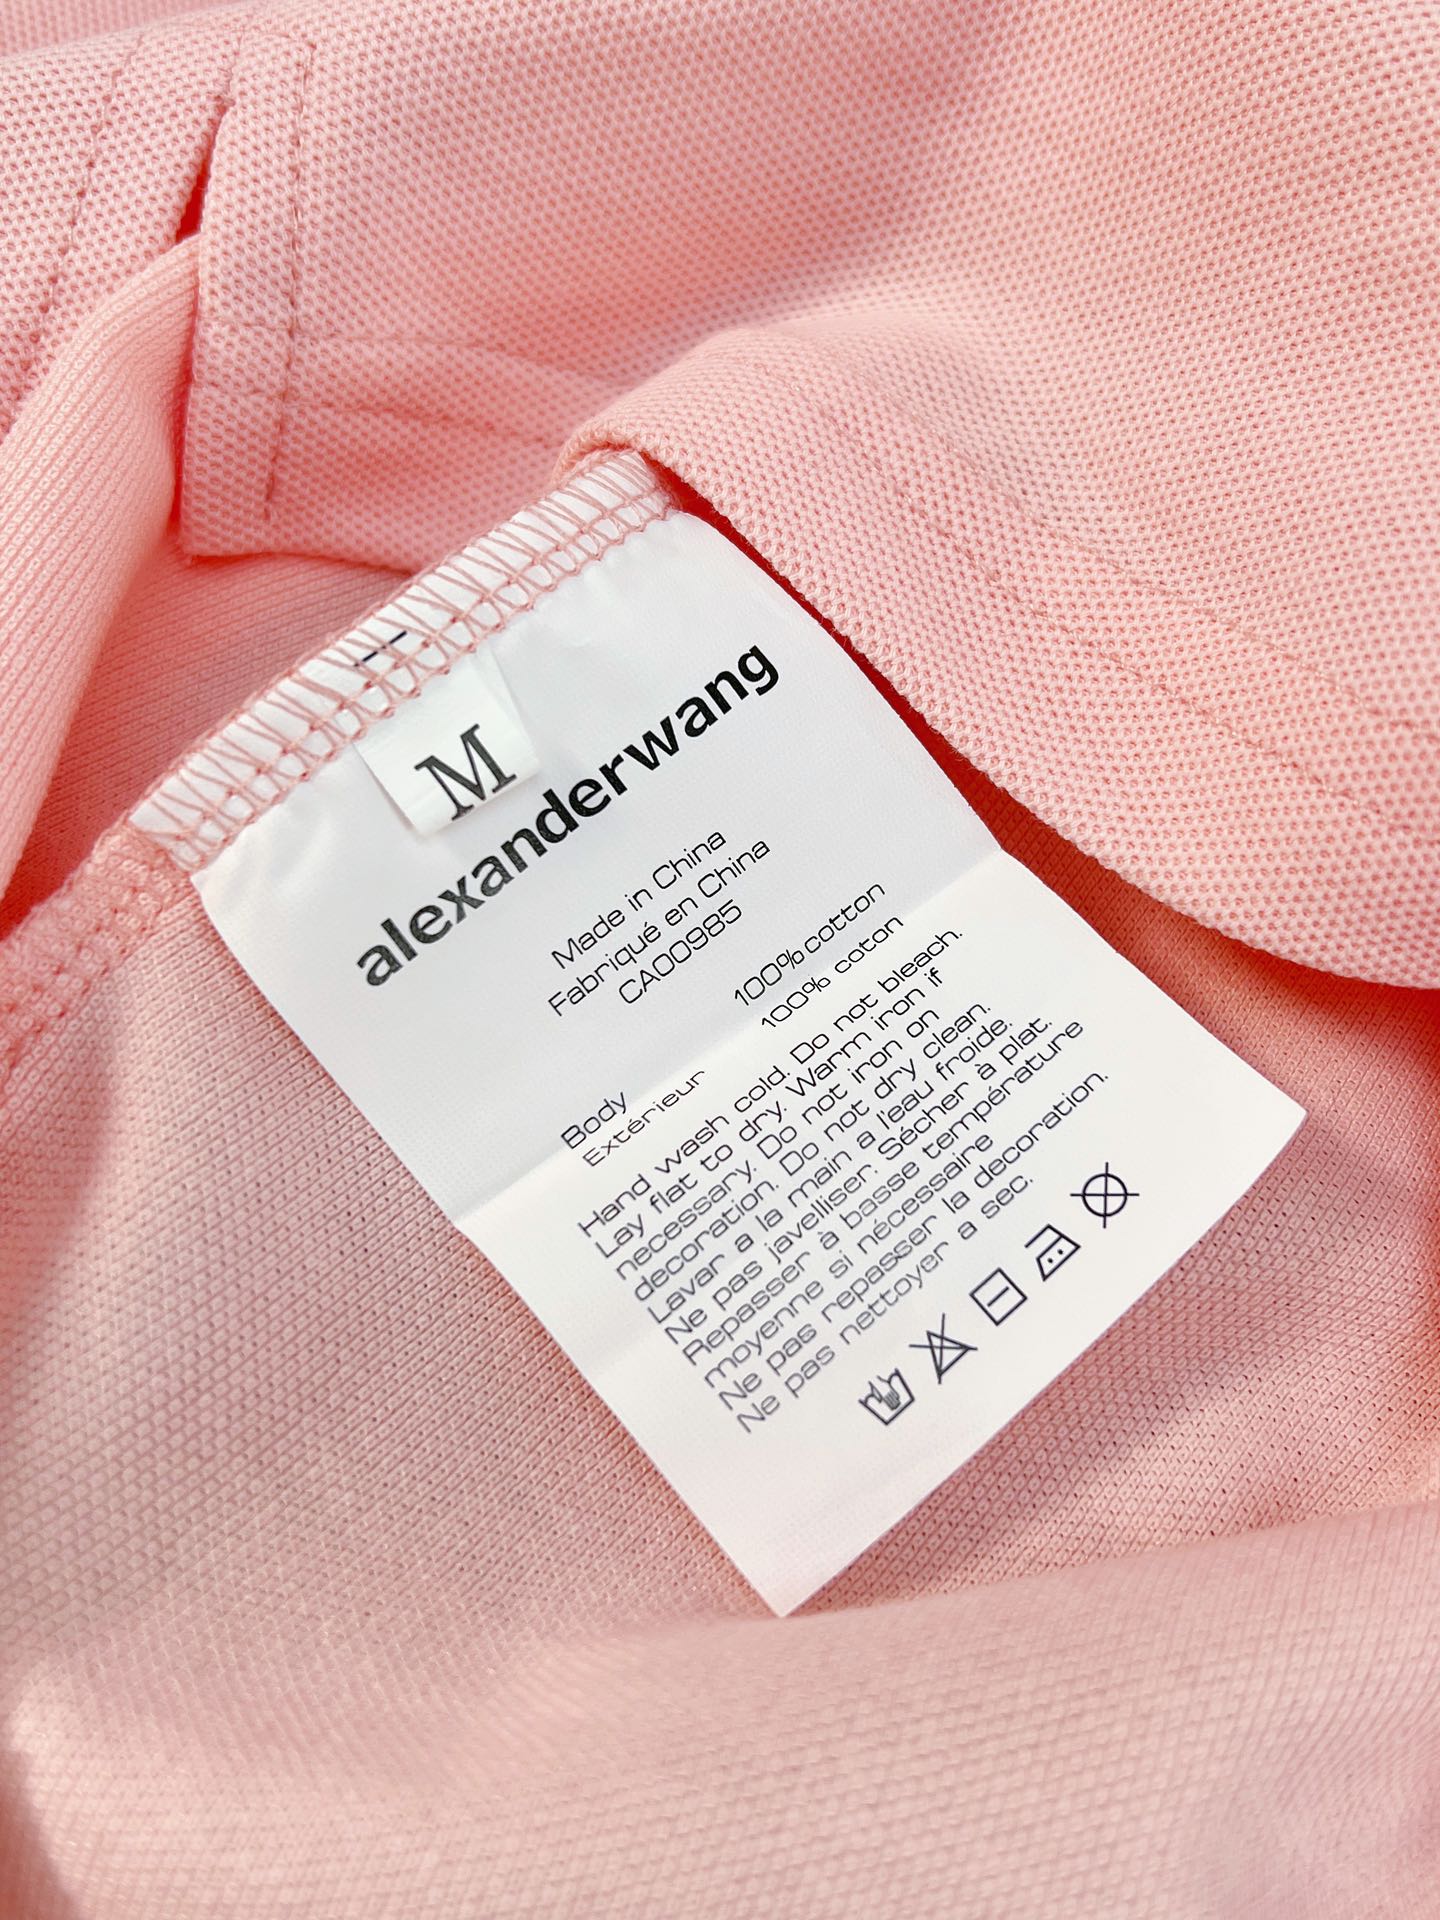 M
alexanderwang
Made in China
Fabriqué en China
CA00985
Body 100% cotton
Extérieur 100% coton
Hand wash cold. Do not bleach.
Lay flat to dry. Warm iron if
necessary. Do not iron on
decoration. Do not dry clean.
Lavar a la main a l'eau froide.
Ne pas javelliser. Sécher à plat.
Repasser à basse température
moyenne si nécessaire
Ne pas repasser la decoration.
Ne pas nettoyer a sec.